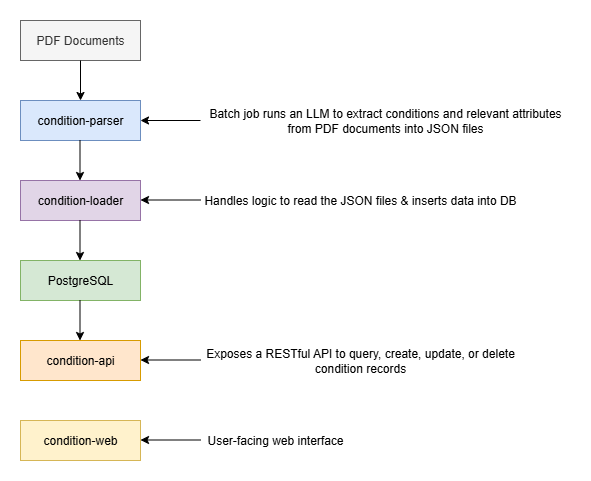 PDF Documents
condition-parser
Batch job runs an LLM to extract conditions and relevant attributes
from PDF documents into JSON files
condition-loader
Handles logic to read the JSON files & inserts data into DB
PostgreSQL
condition-api
Exposes a RESTful API to query, create, update, or delete
condition records
condition-web
User-facing web interface